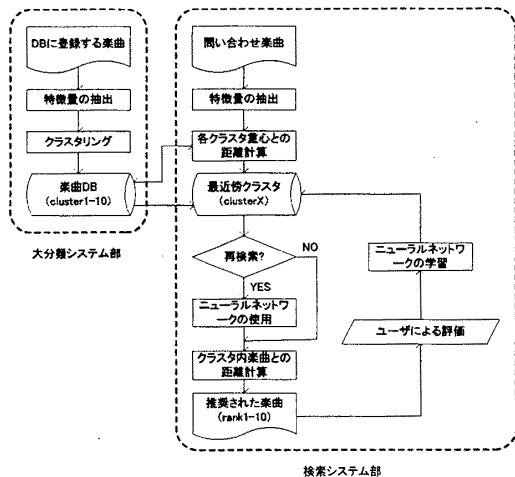 DBに登録する楽曲
特徴量の抽出
クラスタリング
楽曲DB
(cluster1-10)
大分類システム部
問い合わせ楽曲
特徴量の抽出
各クラスタ重心との
距離計算
最近傍クラスタ
(clusterX)
再検索?
NO
YES
ニューラルネットワ
ークの使用
クラスタ内楽曲との
距離計算
推奨された楽曲
(rank1-10)
ニューラルネットワ
ークの学習
ユーザによる評価
検索システム部